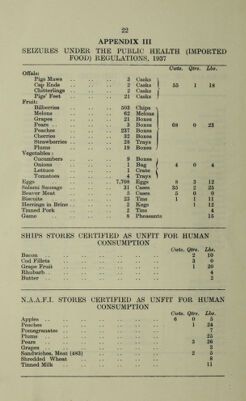 22
APPENDIX III
SEIZURES UNDER THE PUBLIC HEALTH (IMPORTED
FOOD) REGULATIONS, 1937
Cwts. Qtrs. Lbs.
Offals:
Pigs Maws .. 3 Casks
Cap Ends .. 2 Casks 55 1 18
Chitterlings .. 2 Casks
Pigs' Feet .. 21 Casks
Fruit:
Bilberries .. 503 Chips
Melons .. 62 Melons
Grapes .. 21 Boxes
Pears .. 3 Boxes 68 0 23
Peaches .. 237 Boxes
Cherries .. 32 Boxes
Strawberries .. 28 Trays
Plums .. 18 Boxes
Vegetables:
Cucumbers .. 9 Boxes
Onions .. 1 Bag 4 0 4
Lettuce .. 1 Crate
Tomatoes .. 4 Trays
Eggs .. 7,708 Eggs 8 3 12
Salami Sausage .. 31 Cases 35 2 25
Beaver Meat .. 5 Cases 5 0 0
Biscuits .. 23 Tins 1 1 11
Herrings in Brine .. 2 Kegs 1 12
Tinned Pork .. 2 Tins 4
Game .. 8 Pheasants 15
SHIPS STORES CERTIFIED AS UNFIT FOR HUMAN
CONSUMPTION
Cwts. Qtrs. Lbs.
Bacon .. 2 10
Cod Fillets .. 3 0
Grape Fruit .. 1 20
Rhubarb .. 4
Butter .. 2
N.A.A.F.I. STORES CERTIFIED AS UNFIT FOR HUMAN
CONSUMPTION
Cwts. Qtrs. Lbs.
Apples .. 6 0 5
Peaches .. 1 24
Pomegranates .. 7
Plums .. 25
Pears .. 3 26
Grapes .. 3
Sandwiches, Meat (483) .. 2 5
Shredded Wheat .. 8
Tinned Milk .. 11